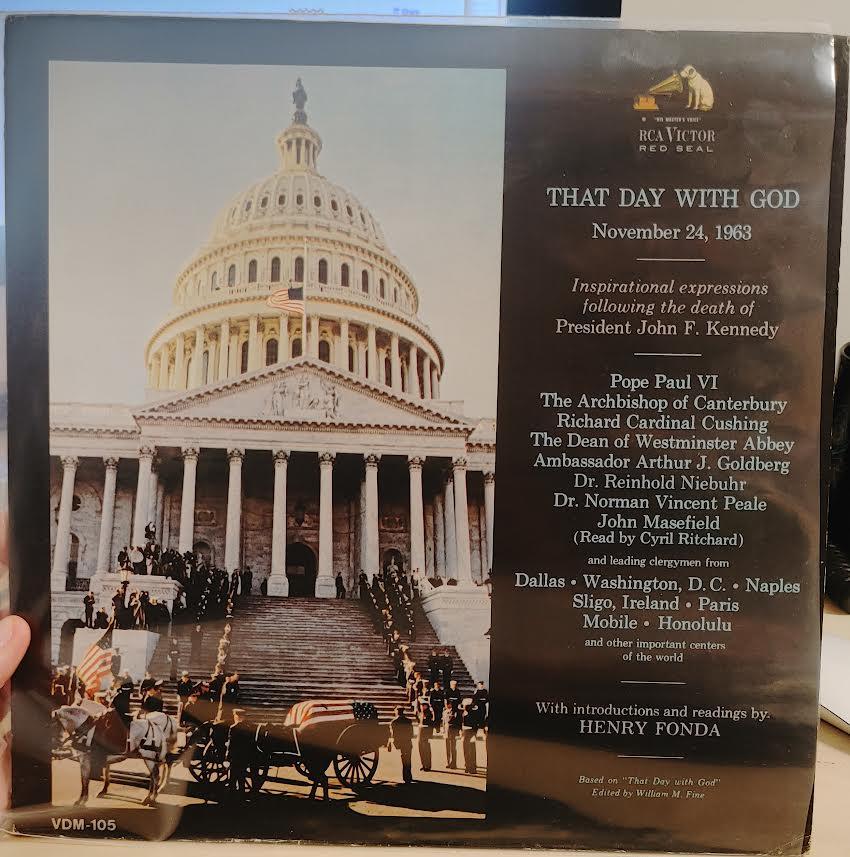 "HIS MASTER'S VOICE"
RCA VICTOR
RED SEAL
THAT DAY WITH GOD
November 24, 1963
Inspirational expressions
following the death of
President John F. Kennedy
Pope Paul VI
The Archbishop of Canterbury
Richard Cardinal Cushing
The Dean of Westminster Abbey
Ambassador Arthur J. Goldberg
Dr. Reinhold Niebuhr
Dr. Norman Vincent Peale
John Masefield
(Read by Cyril Ritchard)
and leading clergymen from
Dallas • Washington, D. C. • Naples
Sligo, Ireland • Paris
Mobile • Honolulu
and other important centers
of the world
With introductions and readings by:
HENRY FONDA
Based on "That Day with God"
Edited by William M. Fine
VDM-105